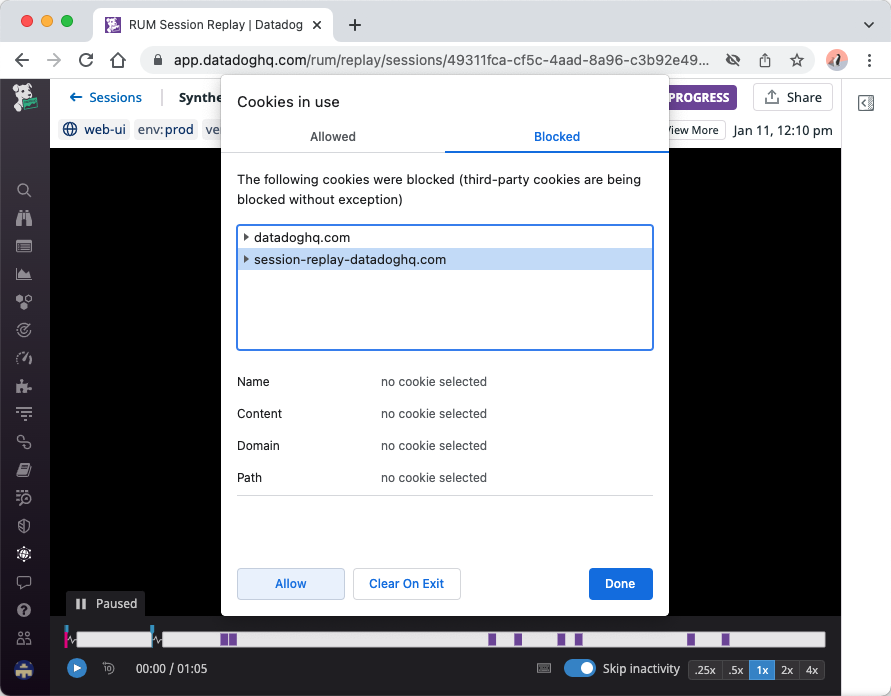 RUM Session Replay | Datadog
app.datadoghq.com/rum/replay/sessions/49311fca-cf5c-4aad-8a96-c3b92e49...
← Sessions
PROGRESS
Share
web-ui
env:prod
View More
Jan 11, 12:10 pm
Cookies in use
Allowed
Blocked
The following cookies were blocked (third-party cookies are being
blocked without exception)
datadoghq.com
session-replay-datadoghq.com
Name no cookie selected
Content no cookie selected
Domain no cookie selected
Path no cookie selected
Allow
Clear On Exit
Done
Paused
00:00 / 01:05
Skip inactivity
.25x .5x 1x 2x 4x